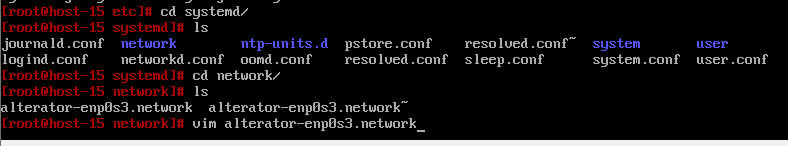 [root@host-15 etc]# cd systemd/
[root@host-15 systemd]# ls
journald.conf  network       ntp-units.d  pstore.conf    resolved.conf~  system       user
logind.conf    networkd.conf oomd.conf    resolved.conf  sleep.conf      system.conf  user.conf
[root@host-15 systemd]# cd network/
[root@host-15 network]# ls
alterator-enp0s3.network  alterator-enp0s3.network~
[root@host-15 network]# vim alterator-enp0s3.network_